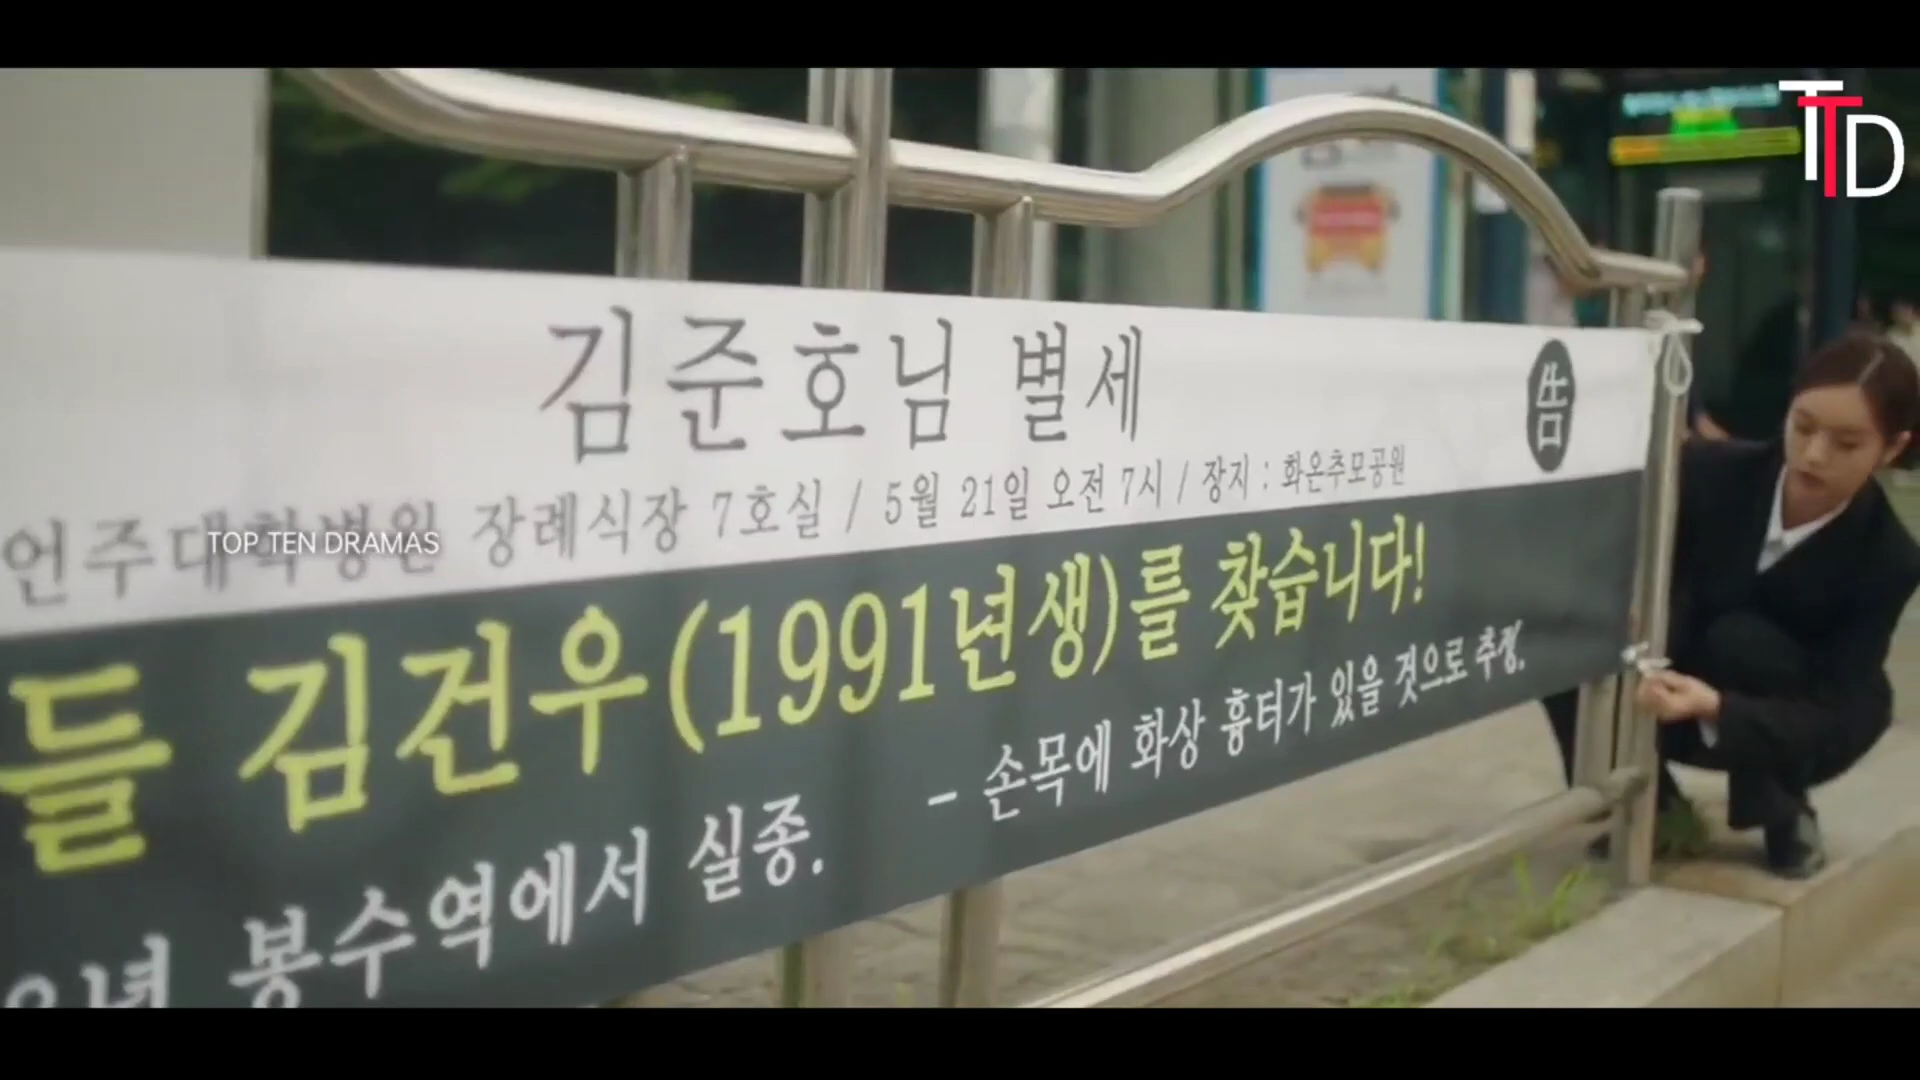 TTD
김준호님 별세
告
언주대학병원 장례식장 7호실 / 5월 21일 오전 7시 / 장지 : 화온추모공원
TOP TEN DRAMAS
들 김건우(1991년생)를 찾습니다!
년 봉수역에서 실종. - 손목에 화상 흉터가 있을 것으로 추정.